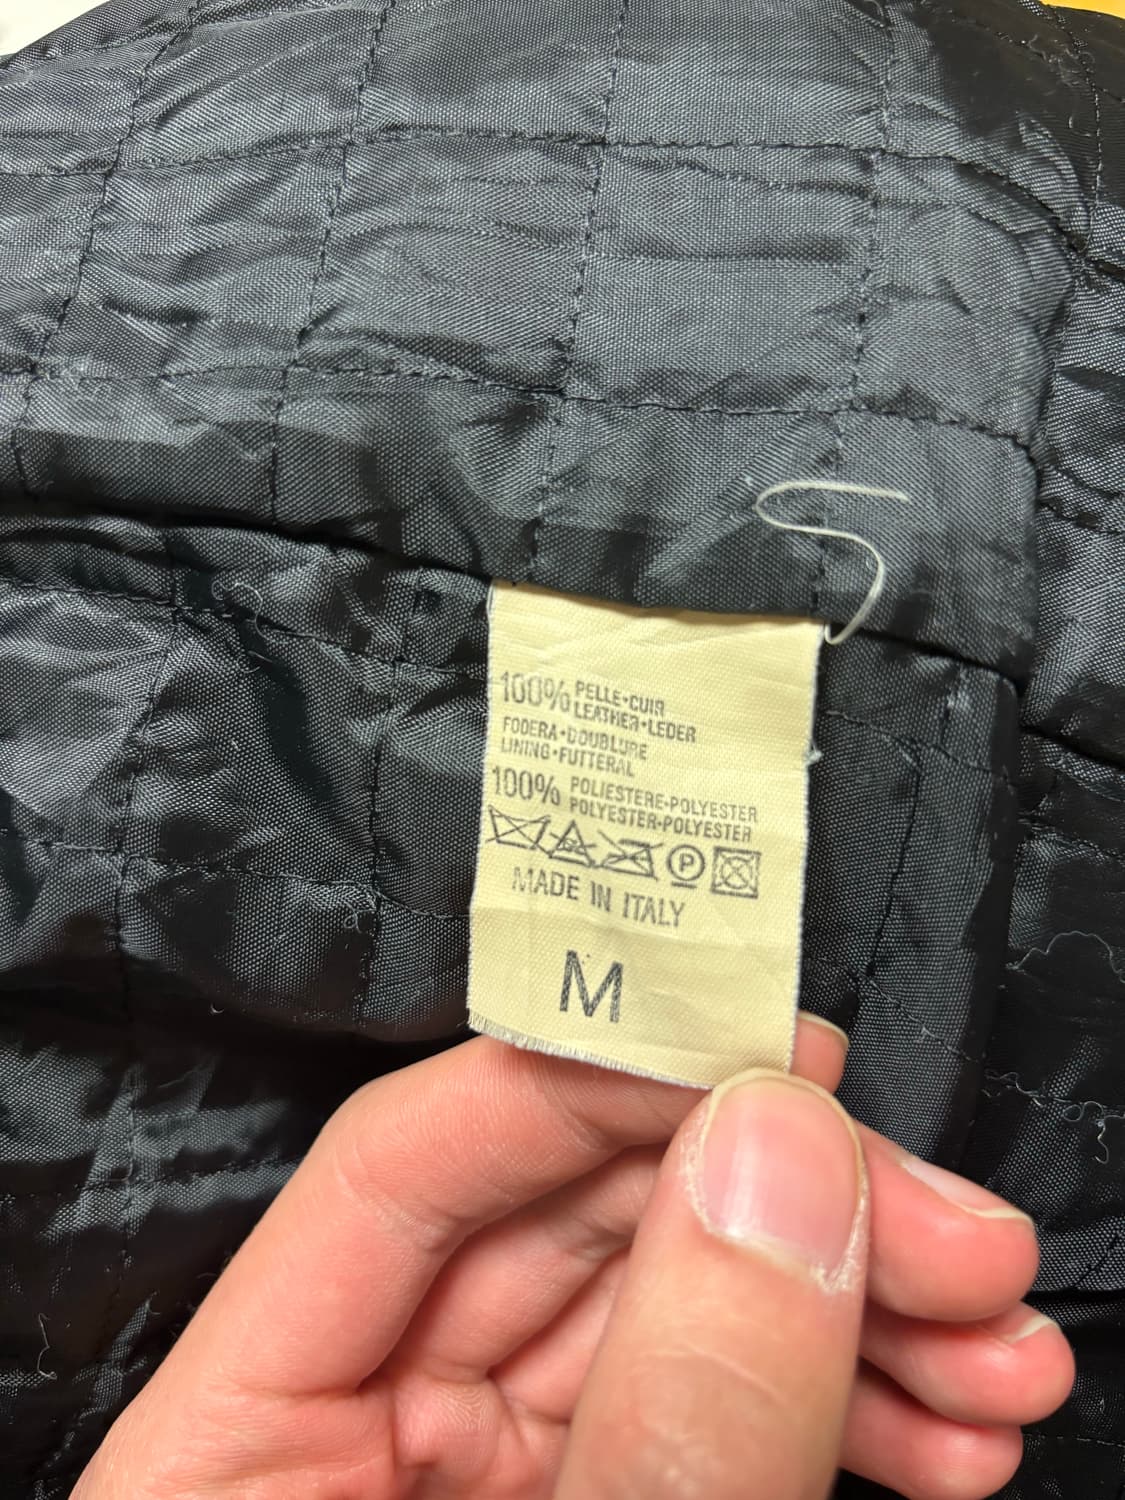 100% PELLE•CUIR
LEATHER•LEDER
FODERA•DOUBLURE
LINING•FUTTERAL
100% POLIESTERE•POLYESTER
POLYESTER•POLYESTER
P
MADE IN ITALY
M